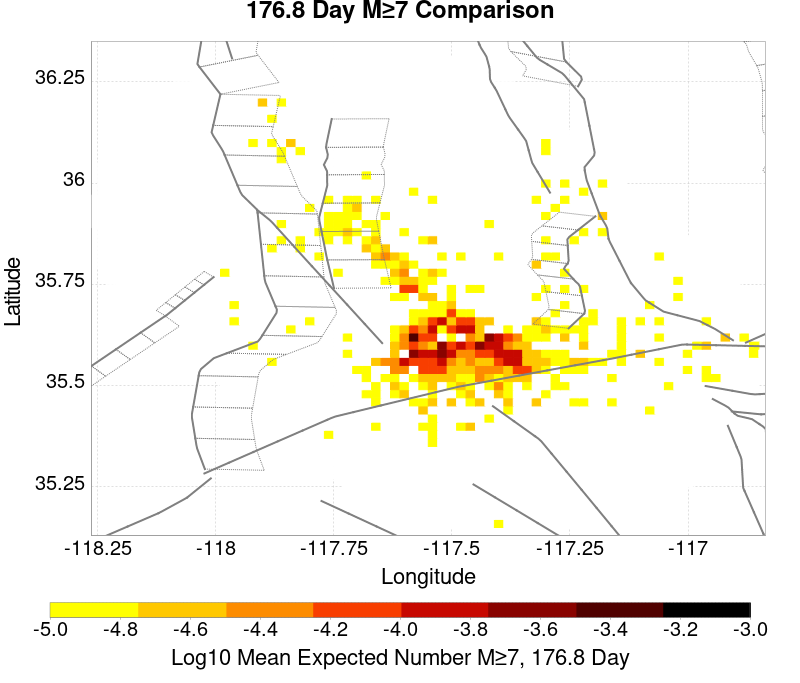 176.8 Day M≥7 Comparison
36.25
36
35.75
35.5
35.25
Latitude
-118.25 -118 -117.75 -117.5 -117.25 -117
Longitude
-5.0 -4.8 -4.6 -4.4 -4.2 -4.0 -3.8 -3.6 -3.4 -3.2 -3.0
Log10 Mean Expected Number M≥7, 176.8 Day